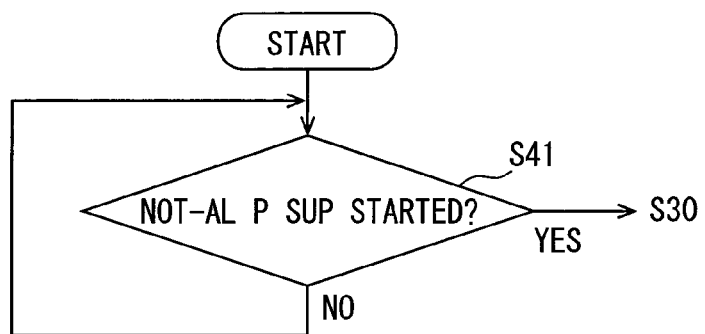 START
S41
NOT-AL P SUP STARTED?
S30
YES
NO